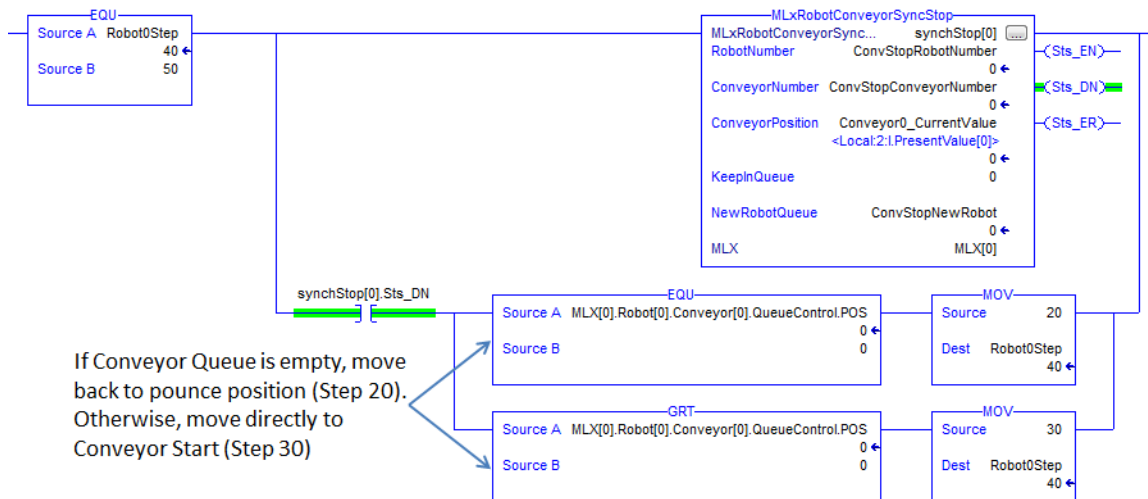 EQU
Source A Robot0Step
40
Source B 50
MLxRobotConveyorSyncStop
MLxRobotConveyorSync... synchStop[0] ...
RobotNumber ConvStopRobotNumber
0
ConveyorNumber ConvStopConveyorNumber
0
ConveyorPosition Conveyor0_CurrentValue
<Local:2:I.PresentValue[0]>
0
KeepInQueue 0
NewRobotQueue ConvStopNewRobot
0
MLX MLX[0]
(Sts_EN)
(Sts_DN)
(Sts_ER)
synchStop[0].Sts_DN
EQU
Source A MLX[0].Robot[0].Conveyor[0].QueueControl.POS
0
Source B 0
MOV
Source 20
Dest Robot0Step
40
If Conveyor Queue is empty, move
back to pounce position (Step 20).
Otherwise, move directly to
Conveyor Start (Step 30)
GRT
Source A MLX[0].Robot[0].Conveyor[0].QueueControl.POS
0
Source B 0
MOV
Source 30
Dest Robot0Step
40